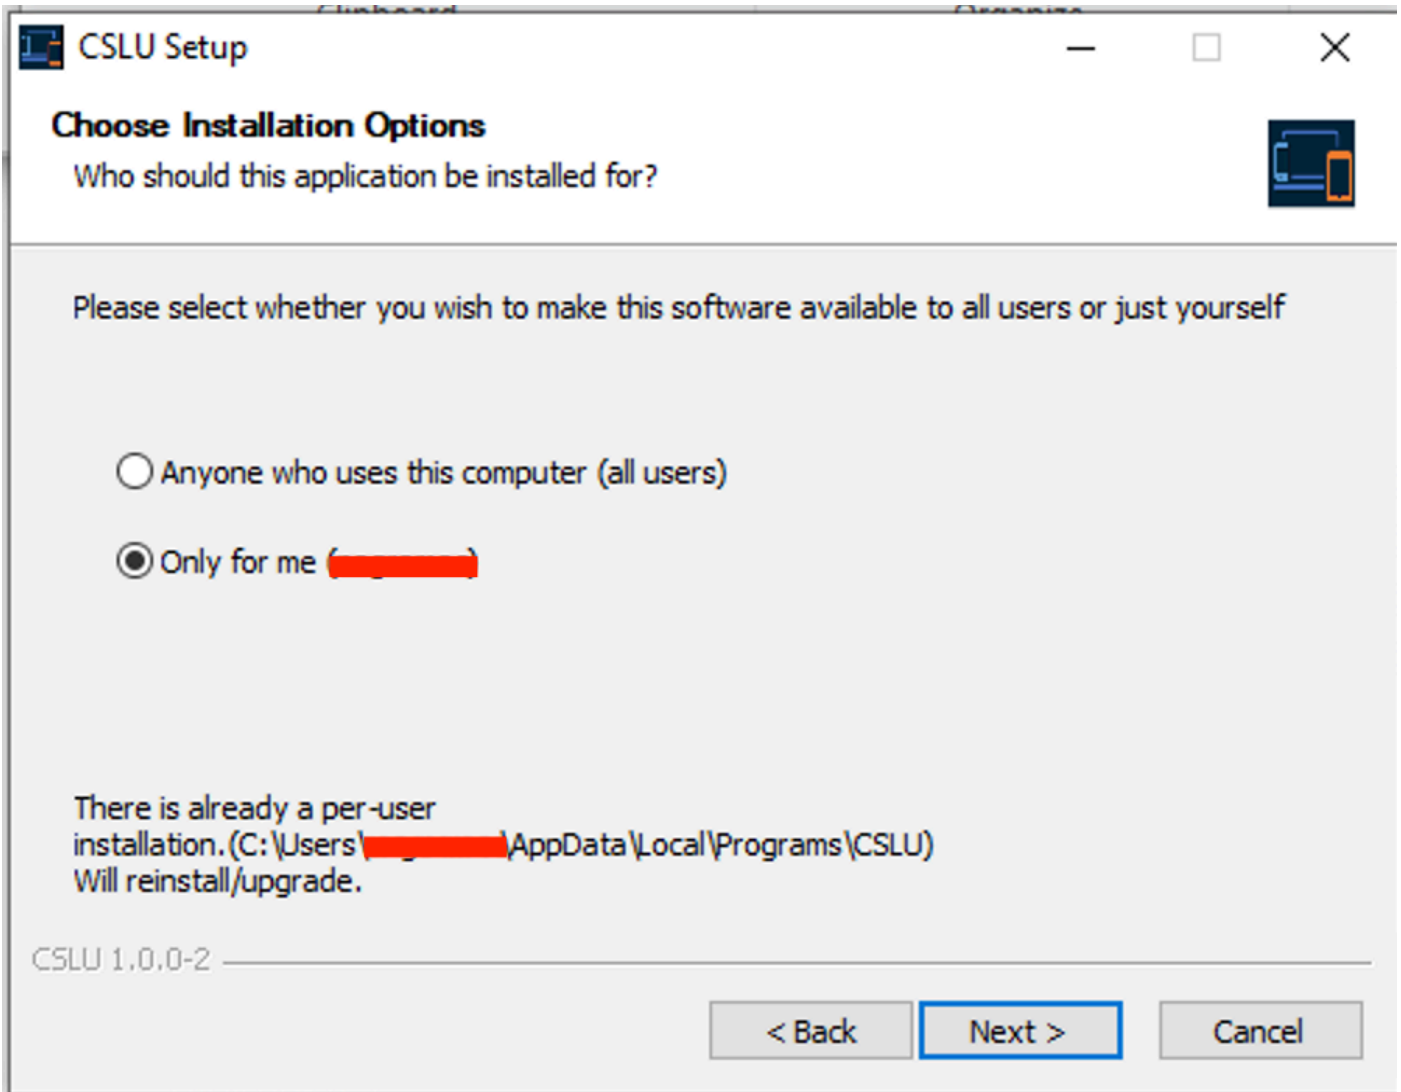 Clipboard Organize
CSLU Setup
Choose Installation Options
Who should this application be installed for?
Please select whether you wish to make this software available to all users or just yourself
Anyone who uses this computer (all users)
Only for me (
There is already a per-user
installation.(C:\Users\ \AppData\Local\Programs\CSLU)
Will reinstall/upgrade.
CSLU 1.0.0-2
< Back Next > Cancel